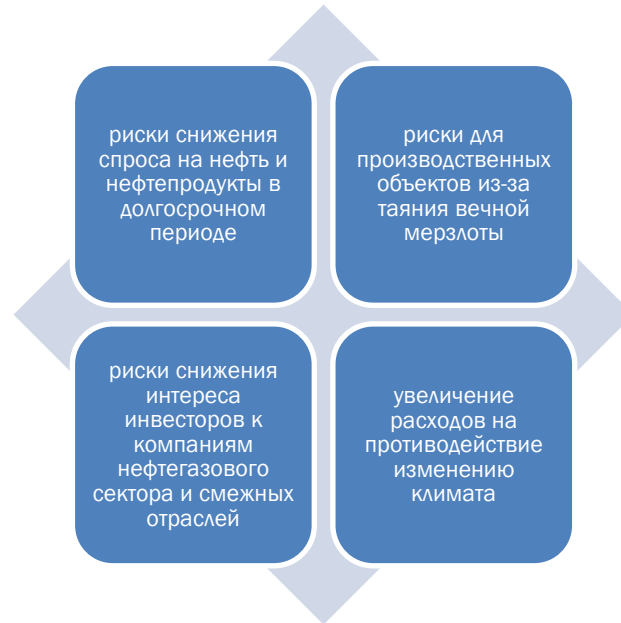 риски снижения
спроса на нефть и
нефтепродукты в
долгосрочном
периоде
риски для
производственных
объектов из-за
таяния вечной
мерзлоты
риски снижения
интереса
инвесторов к
компаниям
нефтегазового
сектора и смежных
отраслей
увеличение
расходов на
противодействие
изменению
климата